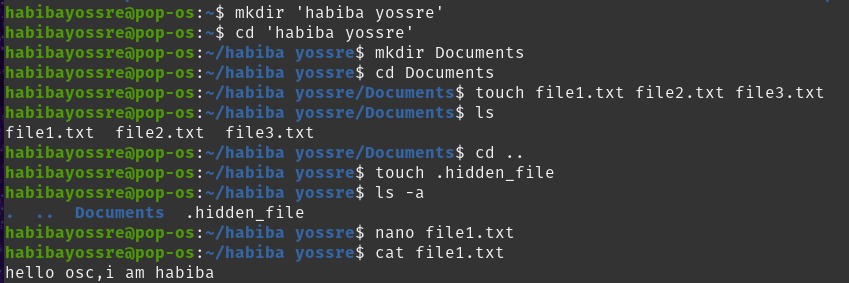 habibayossre@pop-os:~$ mkdir 'habiba yossre'
habibayossre@pop-os:~$ cd 'habiba yossre'
habibayossre@pop-os:~/habiba yossre$ mkdir Documents
habibayossre@pop-os:~/habiba yossre$ cd Documents
habibayossre@pop-os:~/habiba yossre/Documents$ touch file1.txt file2.txt file3.txt
habibayossre@pop-os:~/habiba yossre/Documents$ ls
file1.txt  file2.txt  file3.txt
habibayossre@pop-os:~/habiba yossre/Documents$ cd ..
habibayossre@pop-os:~/habiba yossre$ touch .hidden_file
habibayossre@pop-os:~/habiba yossre$ ls -a
.  ..  Documents  .hidden_file
habibayossre@pop-os:~/habiba yossre$ nano file1.txt
habibayossre@pop-os:~/habiba yossre$ cat file1.txt
hello osc,i am habiba